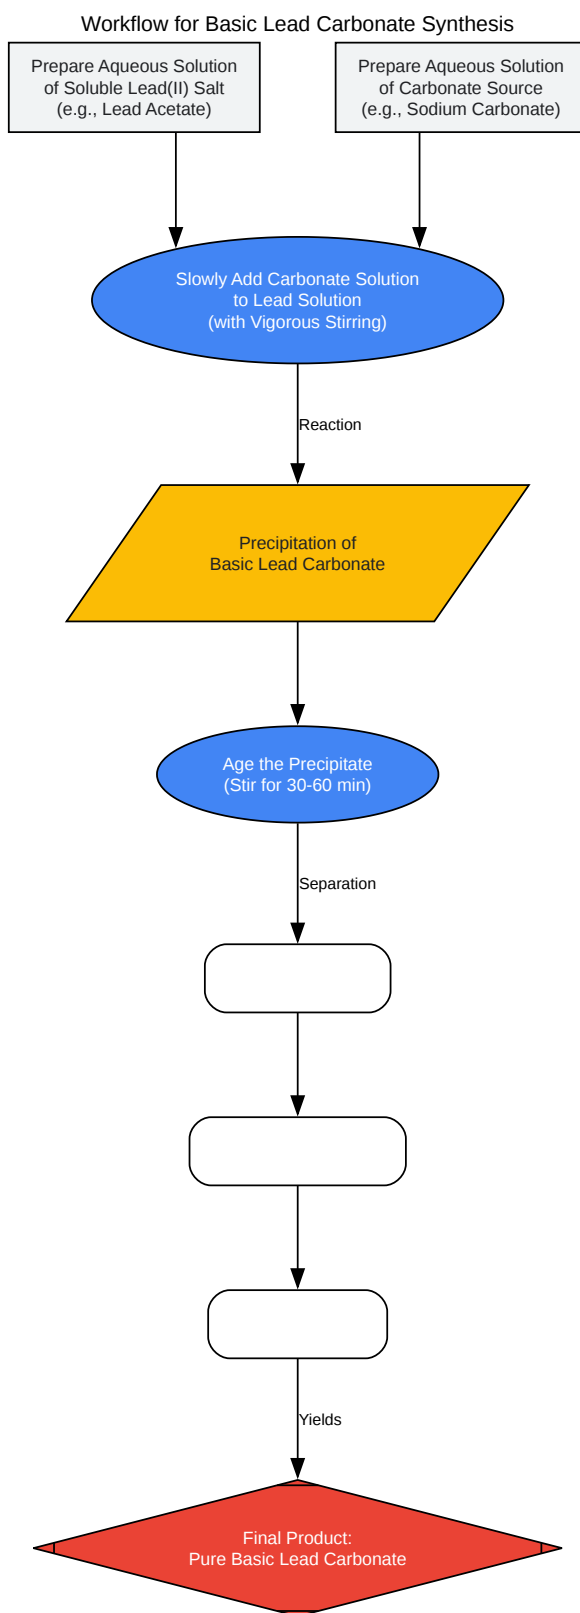 Workflow for Basic Lead Carbonate Synthesis
Prepare Aqueous Solution
of Soluble Lead(II) Salt
(e.g., Lead Acetate)
Prepare Aqueous Solution
of Carbonate Source
(e.g., Sodium Carbonate)
Slowly Add Carbonate Solution
to Lead Solution
(with Vigorous Stirring)
Reaction
Precipitation of
Basic Lead Carbonate
Age the Precipitate
(Stir for 30-60 min)
Separation
Yields
Final Product:
Pure Basic Lead Carbonate